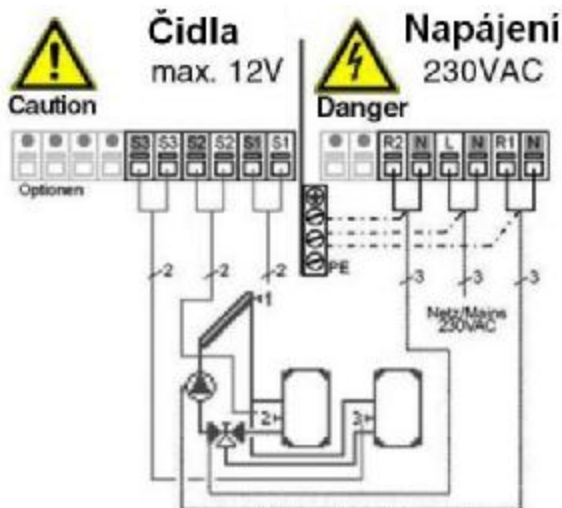 Čidla
max. 12V
Napájení
230VAC
Caution
Danger
S3 S3 S2 S2 S1 S1
R2 N L N R1 N
Optionen
PE
2 2 2
3 3 3
Netz/Mains
230VAC
1
2
3